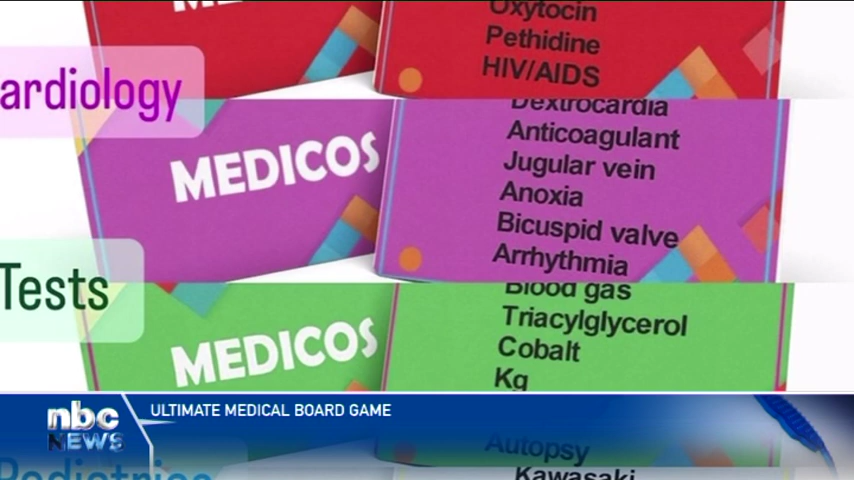 Oxytocin
Pethidine
HIV/AIDS
ardiology
Dextrocardia
MEDICOS
Anticoagulant
Jugular vein
Anoxia
Bicuspid valve
Arrhythmia
Tests
Blood gas
MEDICOS
Triacylglycerol
Cobalt
Kg
nbc
NEWS
ULTIMATE MEDICAL BOARD GAME
Autopsy
Kawasaki
Pediatrics